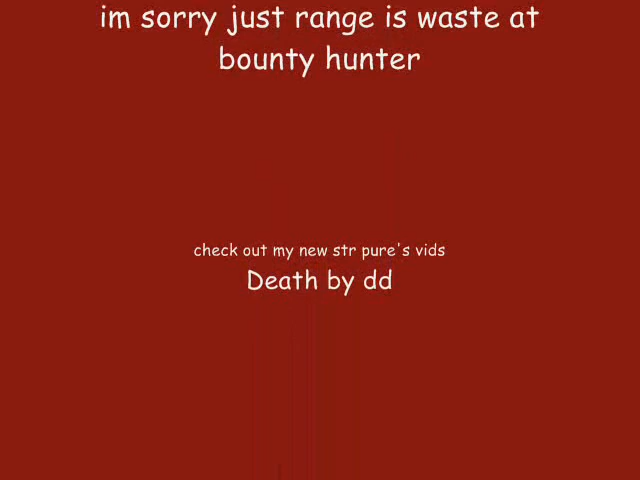 im sorry just range is waste at
bounty hunter
check out my new str pure's vids
Death by dd